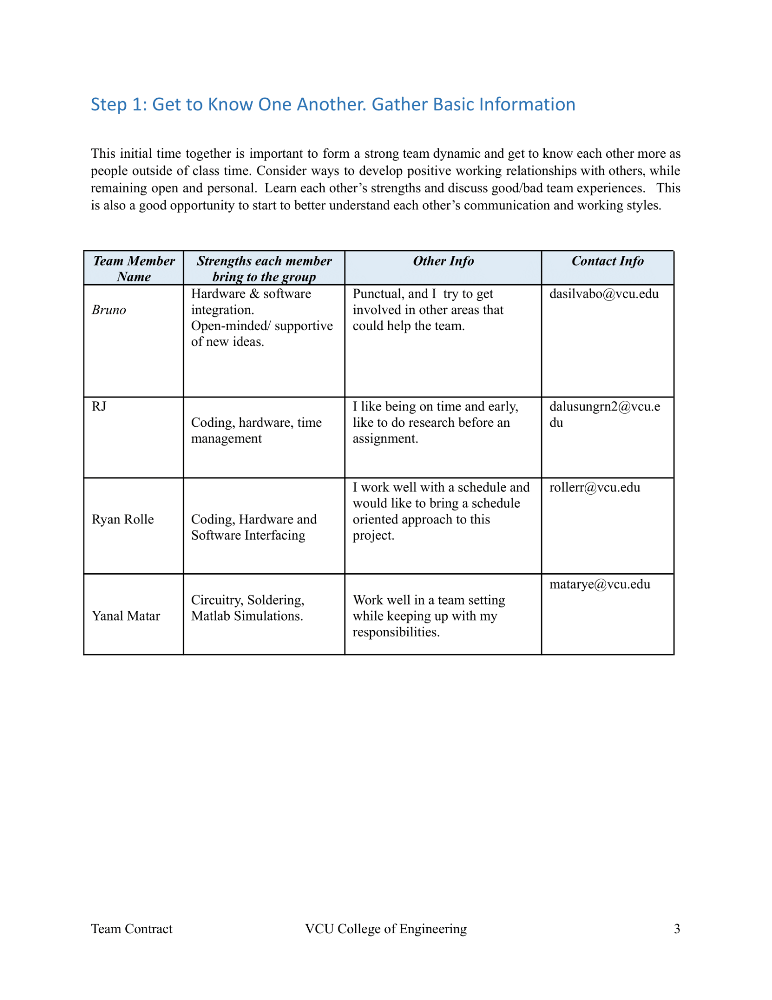 Step 1: Get to Know One Another. Gather Basic Information
This initial time together is important to form a strong team dynamic and get to know each other more as
people outside of class time. Consider ways to develop positive working relationships with others, while
remaining open and personal.  Learn each other’s strengths and discuss good/bad team experiences.   This
is also a good opportunity to start to better understand each other’s communication and working styles.
Team Member
Name
Strengths each member
bring to the group
Other Info
Contact Info
Bruno
Hardware & software
integration.
Open-minded/ supportive
of new ideas.
Punctual, and I  try to get
involved in other areas that
could help the team.
dasilvabo@vcu.edu
RJ
Coding, hardware, time
management
I like being on time and early,
like to do research before an
assignment.
dalusungrn2@vcu.e
du
Ryan Rolle
Coding, Hardware and
Software Interfacing
I work well with a schedule and
would like to bring a schedule
oriented approach to this
project.
rollerr@vcu.edu
Yanal Matar
Circuitry, Soldering,
Matlab Simulations.
Work well in a team setting
while keeping up with my
responsibilities.
matarye@vcu.edu
Team Contract
VCU College of Engineering
3